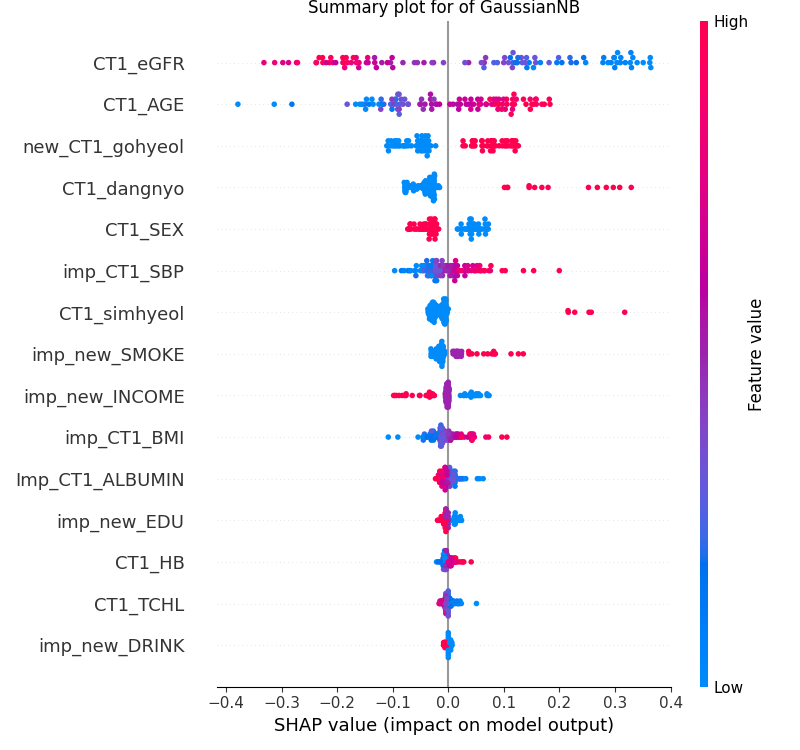 Summary plot for of GaussianNB
High
CT1_eGFR
CT1_AGE
new_CT1_gohyeol
CT1_dangnyo
CT1_SEX
imp_CT1_SBP
CT1_simhyeol
imp_new_SMOKE
imp_new_INCOME
imp_CT1_BMI
Imp_CT1_ALBUMIN
imp_new_EDU
CT1_HB
CT1_TCHL
imp_new_DRINK
Feature value
Low
−0.4 −0.3 −0.2 −0.1 0.0 0.1 0.2 0.3 0.4
SHAP value (impact on model output)